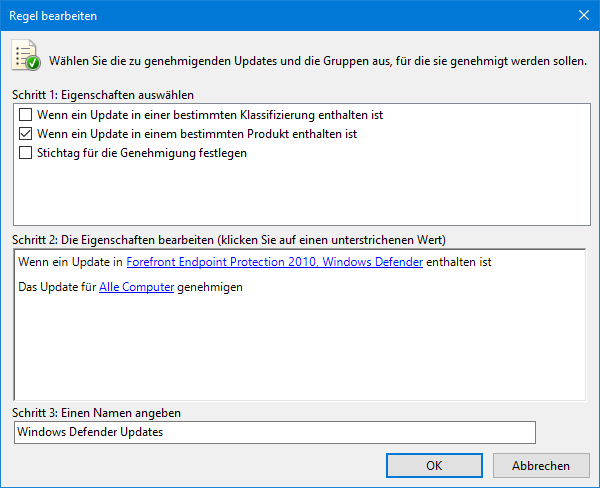 Regel bearbeiten
Wählen Sie die zu genehmigenden Updates und die Gruppen aus, für die sie genehmigt werden sollen.
Schritt 1: Eigenschaften auswählen
Wenn ein Update in einer bestimmten Klassifizierung enthalten ist
Wenn ein Update in einem bestimmten Produkt enthalten ist
Stichtag für die Genehmigung festlegen
Schritt 2: Die Eigenschaften bearbeiten (klicken Sie auf einen unterstrichenen Wert)
Wenn ein Update in Forefront Endpoint Protection 2010, Windows Defender enthalten ist
Das Update für Alle Computer genehmigen
Schritt 3: Einen Namen angeben
Windows Defender Updates
OK
Abbrechen